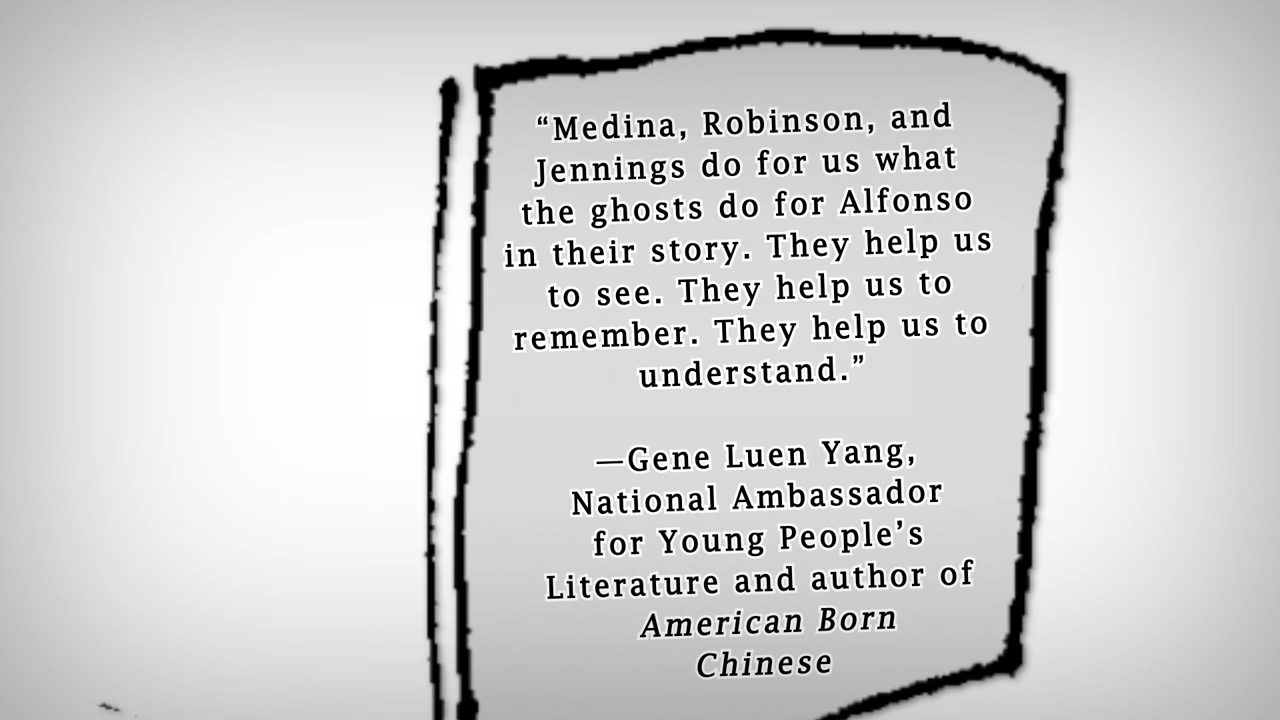 “Medina, Robinson, and
Jennings do for us what
the ghosts do for Alfonso
in their story. They help us
to see. They help us to
remember. They help us to
understand.”
—Gene Luen Yang,
National Ambassador
for Young People’s
Literature and author of
American Born
Chinese